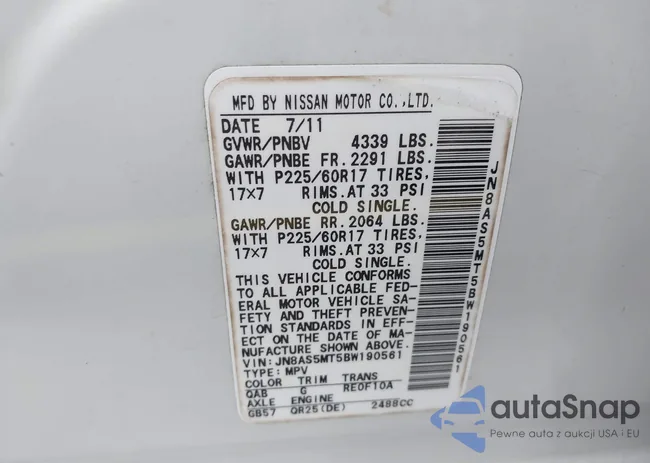 MFD BY NISSAN MOTOR CO.,LTD.
DATE 7/11
GVWR/PNBV 4339 LBS.
GAWR/PNBE FR. 2291 LBS.
WITH P225/60R17 TIRES,
17×7 RIMS. AT 33 PSI
COLD SINGLE.
GAWR/PNBE RR. 2064 LBS.
WITH P225/60R17 TIRES,
17×7 RIMS. AT 33 PSI
COLD SINGLE.
THIS VEHICLE CONFORMS
TO ALL APPLICABLE FED-
ERAL MOTOR VEHICLE SA-
FETY AND THEFT PREVEN-
TION STANDARDS IN EFF-
ECT ON THE DATE OF MA-
NUFACTURE SHOWN ABOVE.
VIN: JN8AS5MT5BW190561
TYPE: MPV
COLOR TRIM TRANS
QAB G RE0F10A
AXLE ENGINE
GB57 QR25(DE) 2488CC
JN8AS5MT5BW190561
autaSnap
Pewne auta z aukcji USA i EU